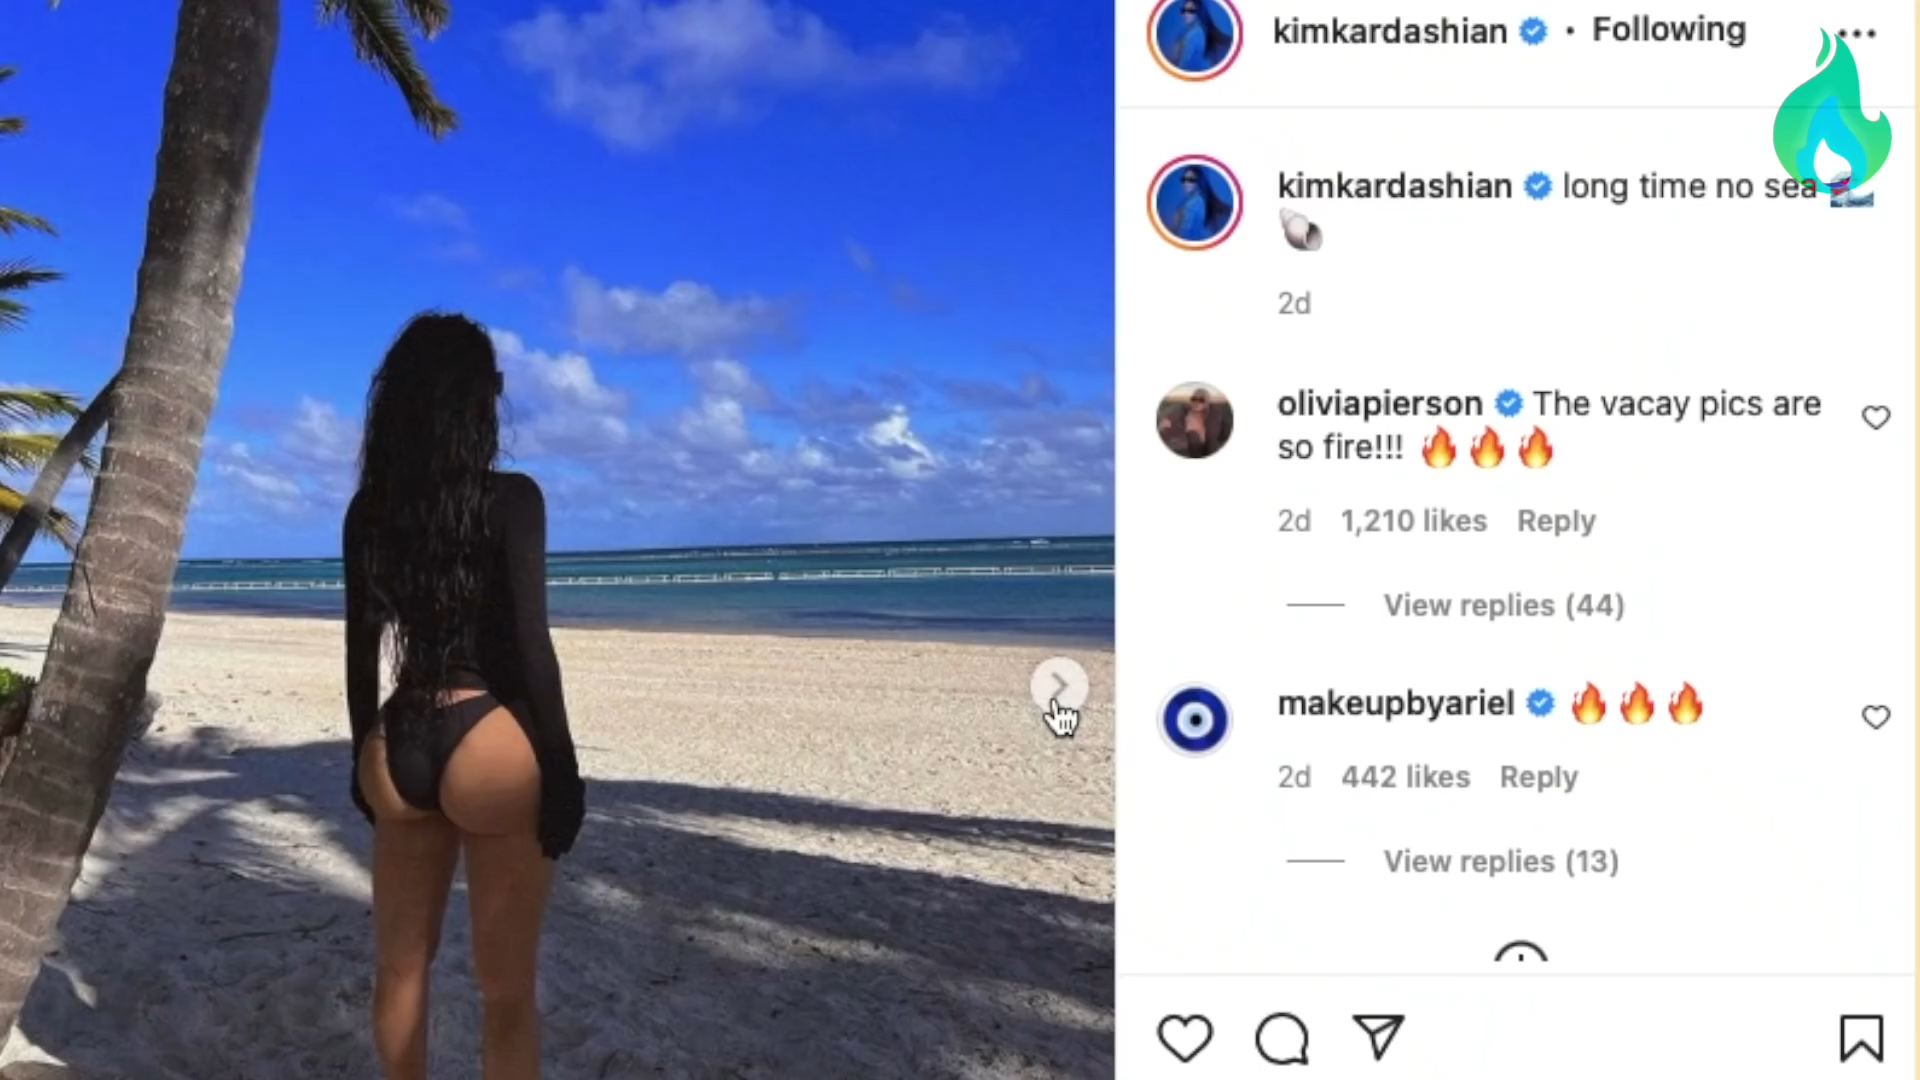 kimkardashian • Following
kimkardashian long time no sea 🌊
🐚
2d
oliviapierson The vacay pics are
so fire!!! 🔥🔥🔥
2d 1,210 likes Reply
View replies (44)
makeupbyariel 🔥🔥🔥
2d 442 likes Reply
View replies (13)